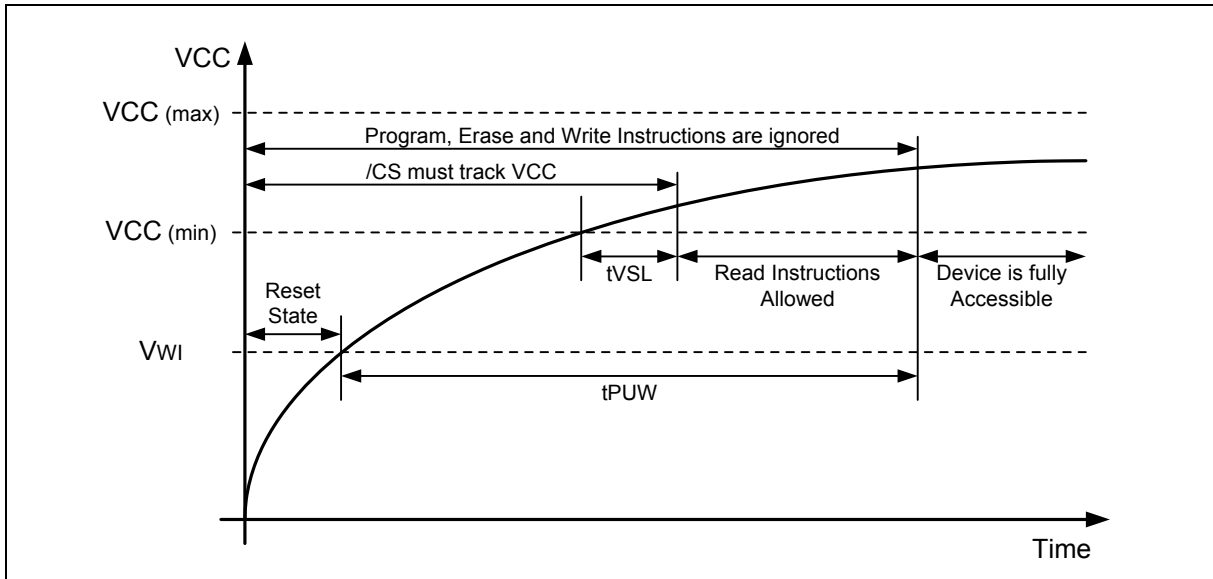 VCC
VCC (max)
Program, Erase and Write Instructions are ignored
/CS must track VCC
VCC (min)
tVSL
Read Instructions
Allowed
Device is fully
Accessible
Reset
State
VWI
tPUW
Time